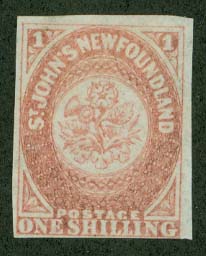 1 1
ST. JOHN'S NEWFOUNDLAND
POSTAGE
ONE SHILLING